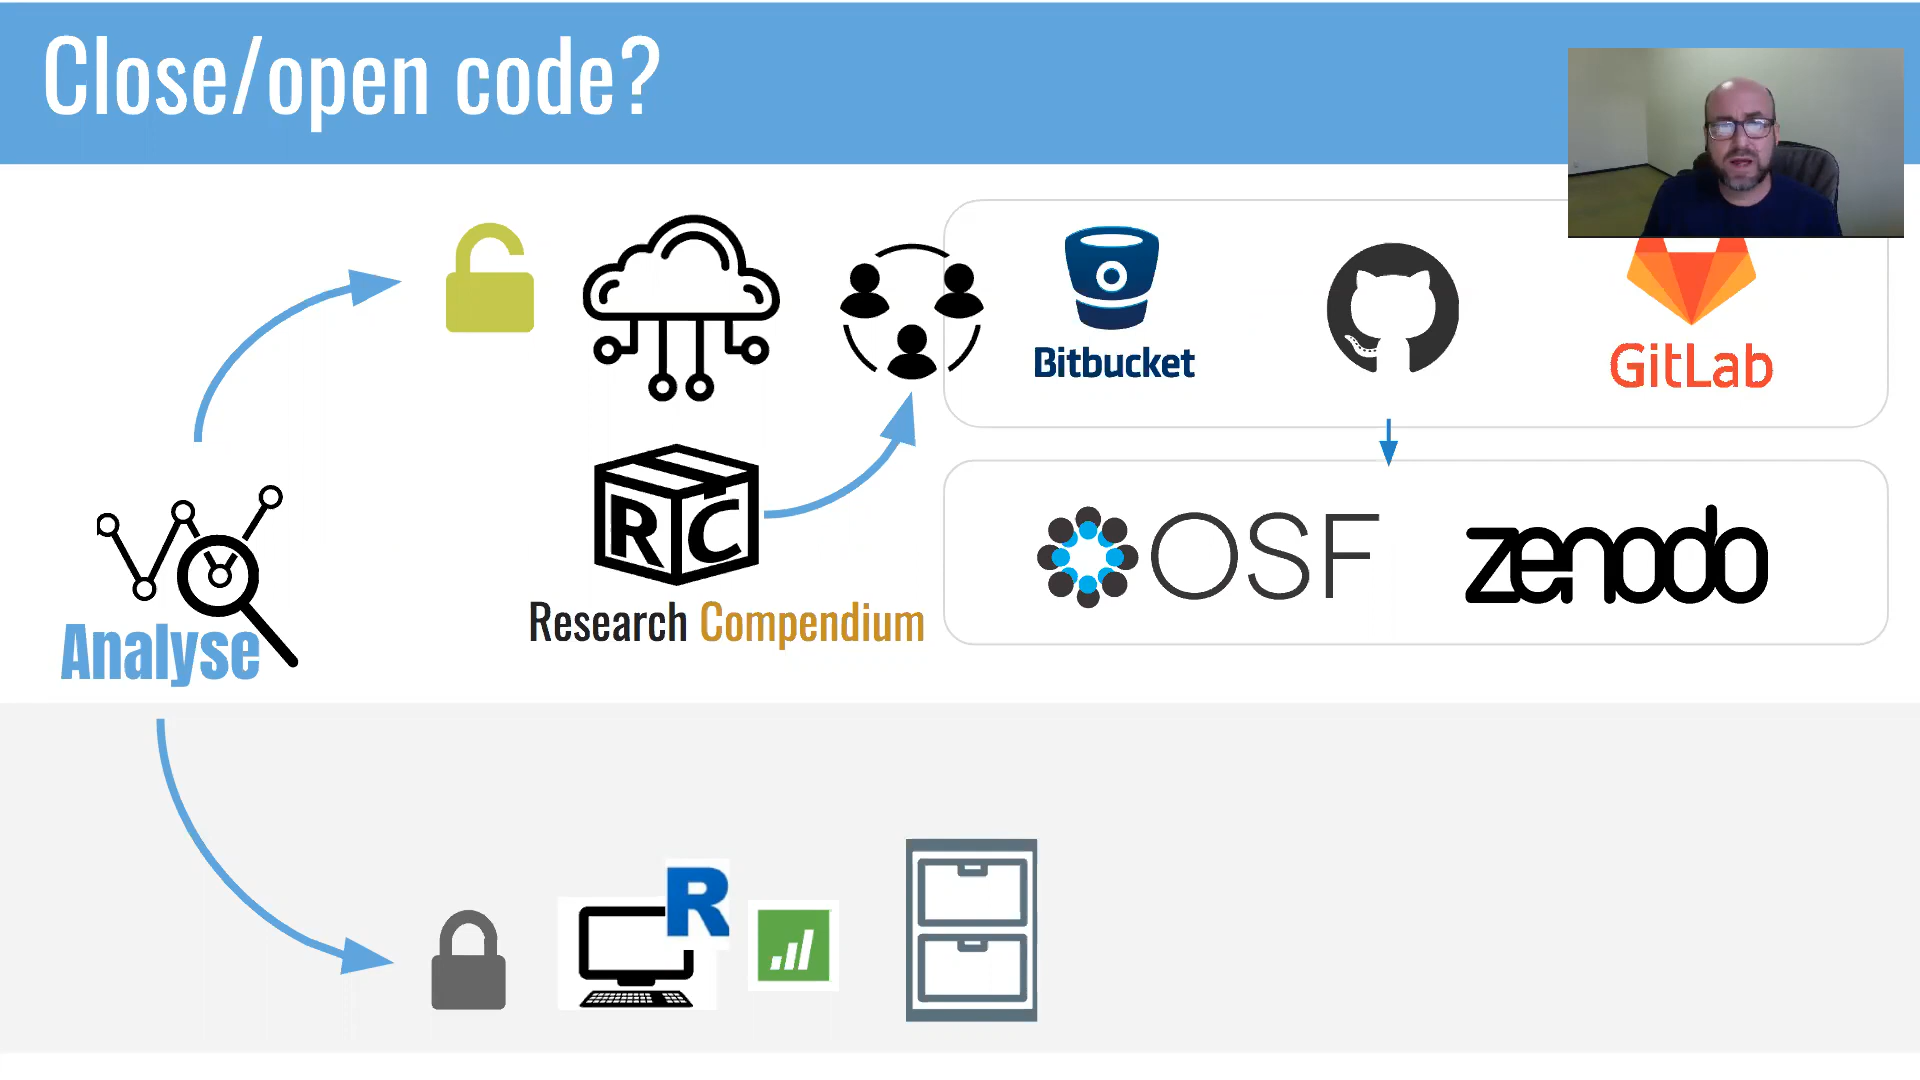 Close/open code?
Bitbucket
GitLab
RC
Research Compendium
OSF
zenodo
Analyse
R